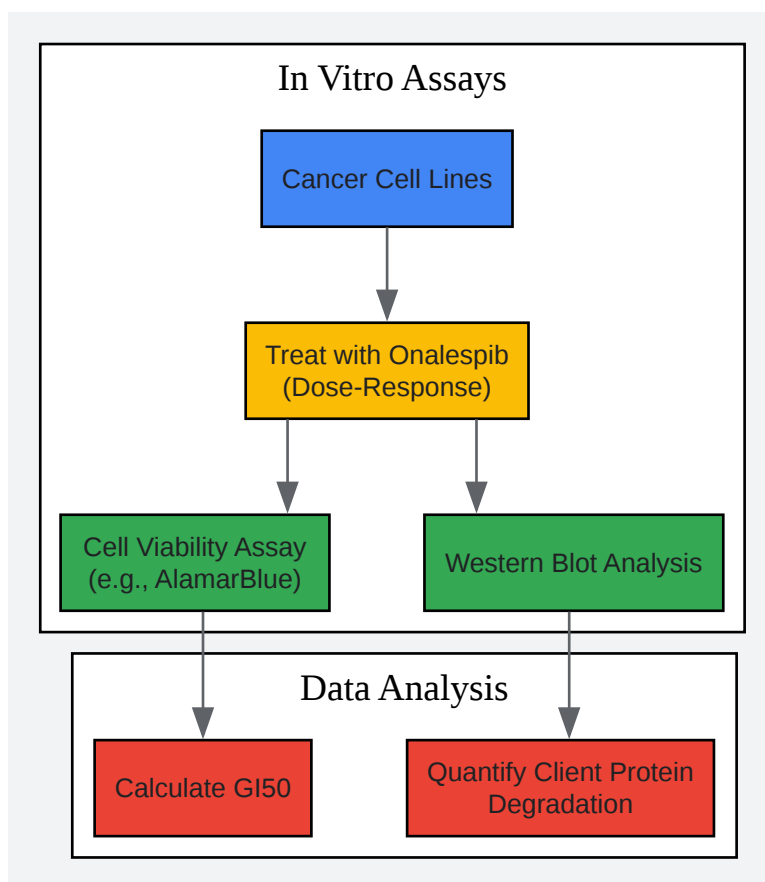 In Vitro Assays
Cancer Cell Lines
Treat with Onalespib
(Dose-Response)
Cell Viability Assay
(e.g., AlamarBlue)
Western Blot Analysis
Data Analysis
Calculate GI50
Quantify Client Protein
Degradation